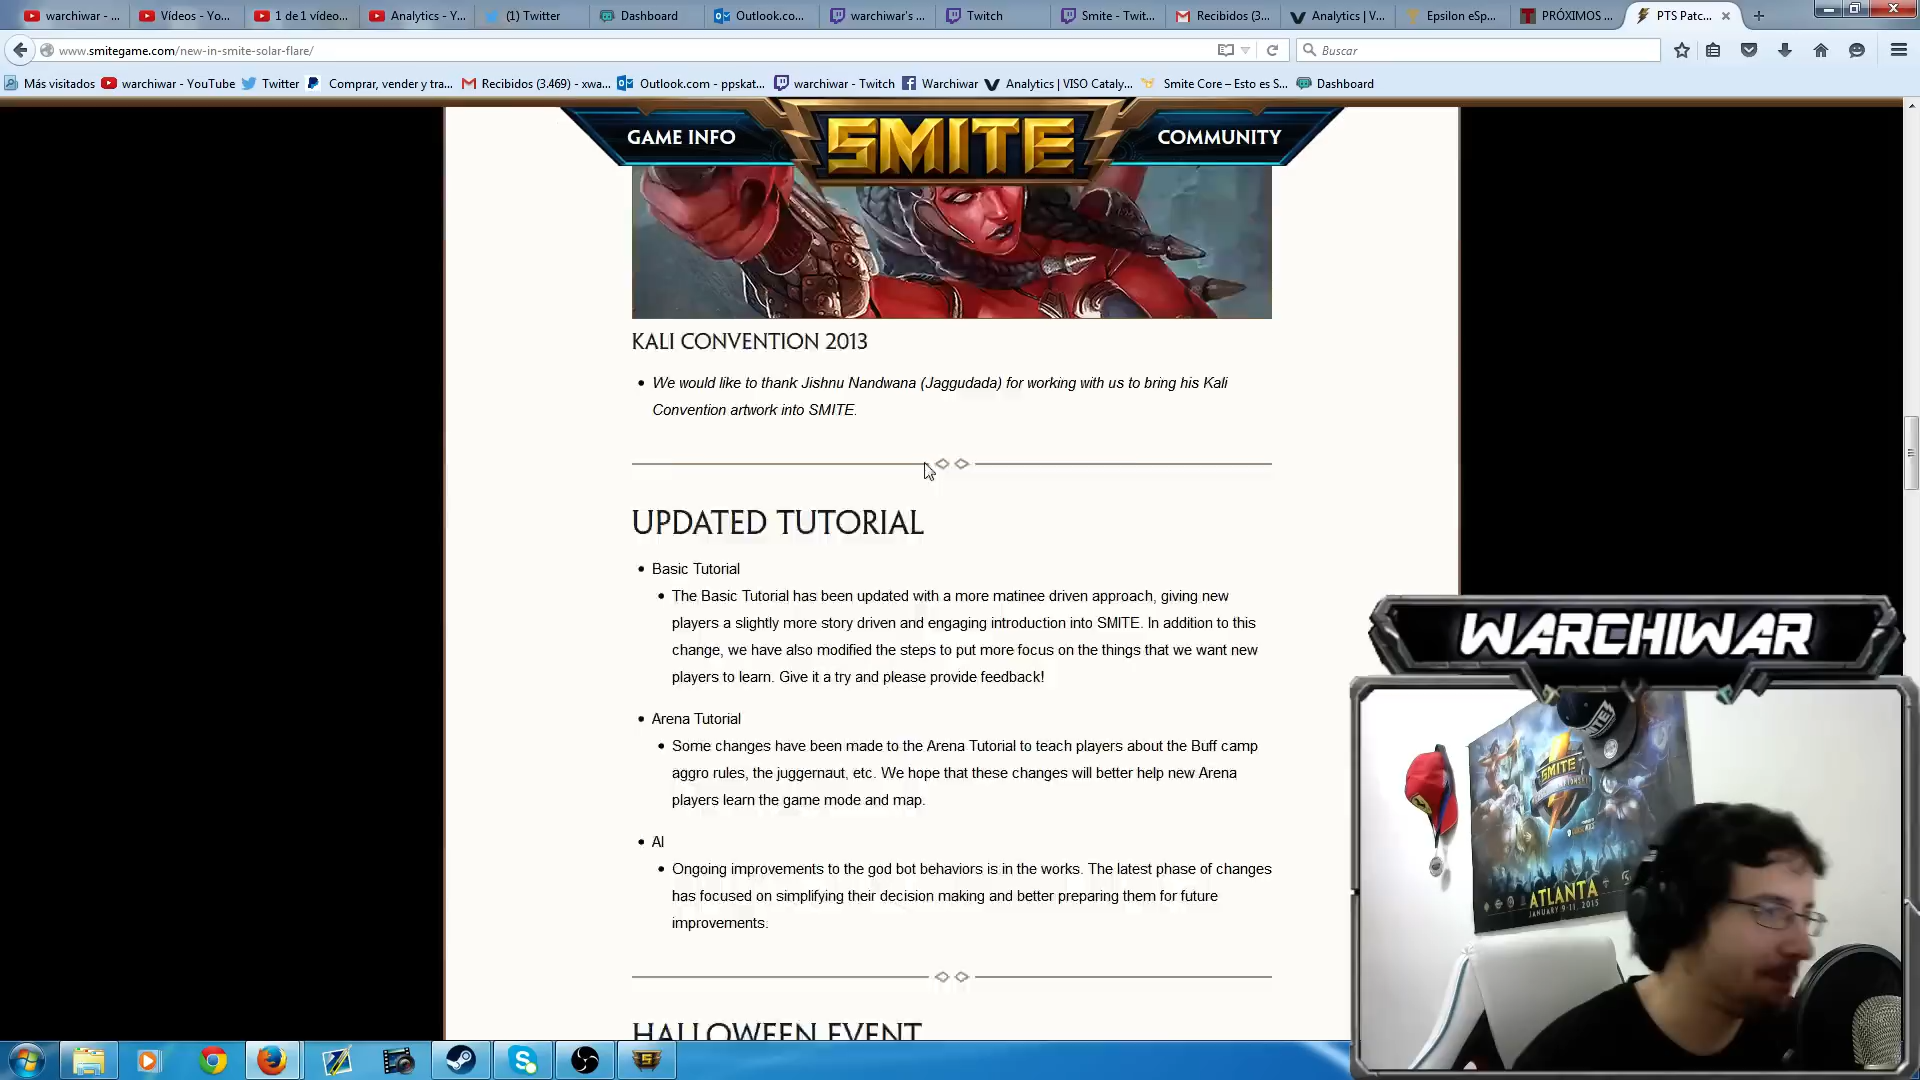 warchiwar - ...
Vídeos - Yo...
1 de 1 vídeo...
Analytics - Y...
(1) Twitter
Dashboard
Outlook.co...
warchiwar's ...
Twitch
Smite - Twit...
Recibidos (3...
Analytics | V...
Epsilon eSp...
PRÓXIMOS ...
PTS Patc...
www.smitegame.com/new-in-smite-solar-flare/
Buscar
Más visitados
warchiwar - YouTube
Twitter
Comprar, vender y tra...
Recibidos (3.469) - xwa...
Outlook.com - ppskat...
warchiwar - Twitch
Warchiwar
Analytics | VISO Cataly...
Smite Core – Esto es S...
Dashboard
GAME INFO
SMITE
COMMUNITY
KALI CONVENTION 2013
• We would like to thank Jishnu Nandwana (Jaggudada) for working with us to bring his Kali
Convention artwork into SMITE.
UPDATED TUTORIAL
• Basic Tutorial
• The Basic Tutorial has been updated with a more matinee driven approach, giving new
players a slightly more story driven and engaging introduction into SMITE. In addition to this
change, we have also modified the steps to put more focus on the things that we want new
players to learn. Give it a try and please provide feedback!
• Arena Tutorial
• Some changes have been made to the Arena Tutorial to teach players about the Buff camp
aggro rules, the juggernaut, etc. We hope that these changes will better help new Arena
players learn the game mode and map.
• AI
• Ongoing improvements to the god bot behaviors is in the works. The latest phase of changes
has focused on simplifying their decision making and better preparing them for future
improvements.
HALLOWEEN EVENT
WARCHIWAR
SMITE
SMITE
ATLANTA
JANUARY 9-11, 2015